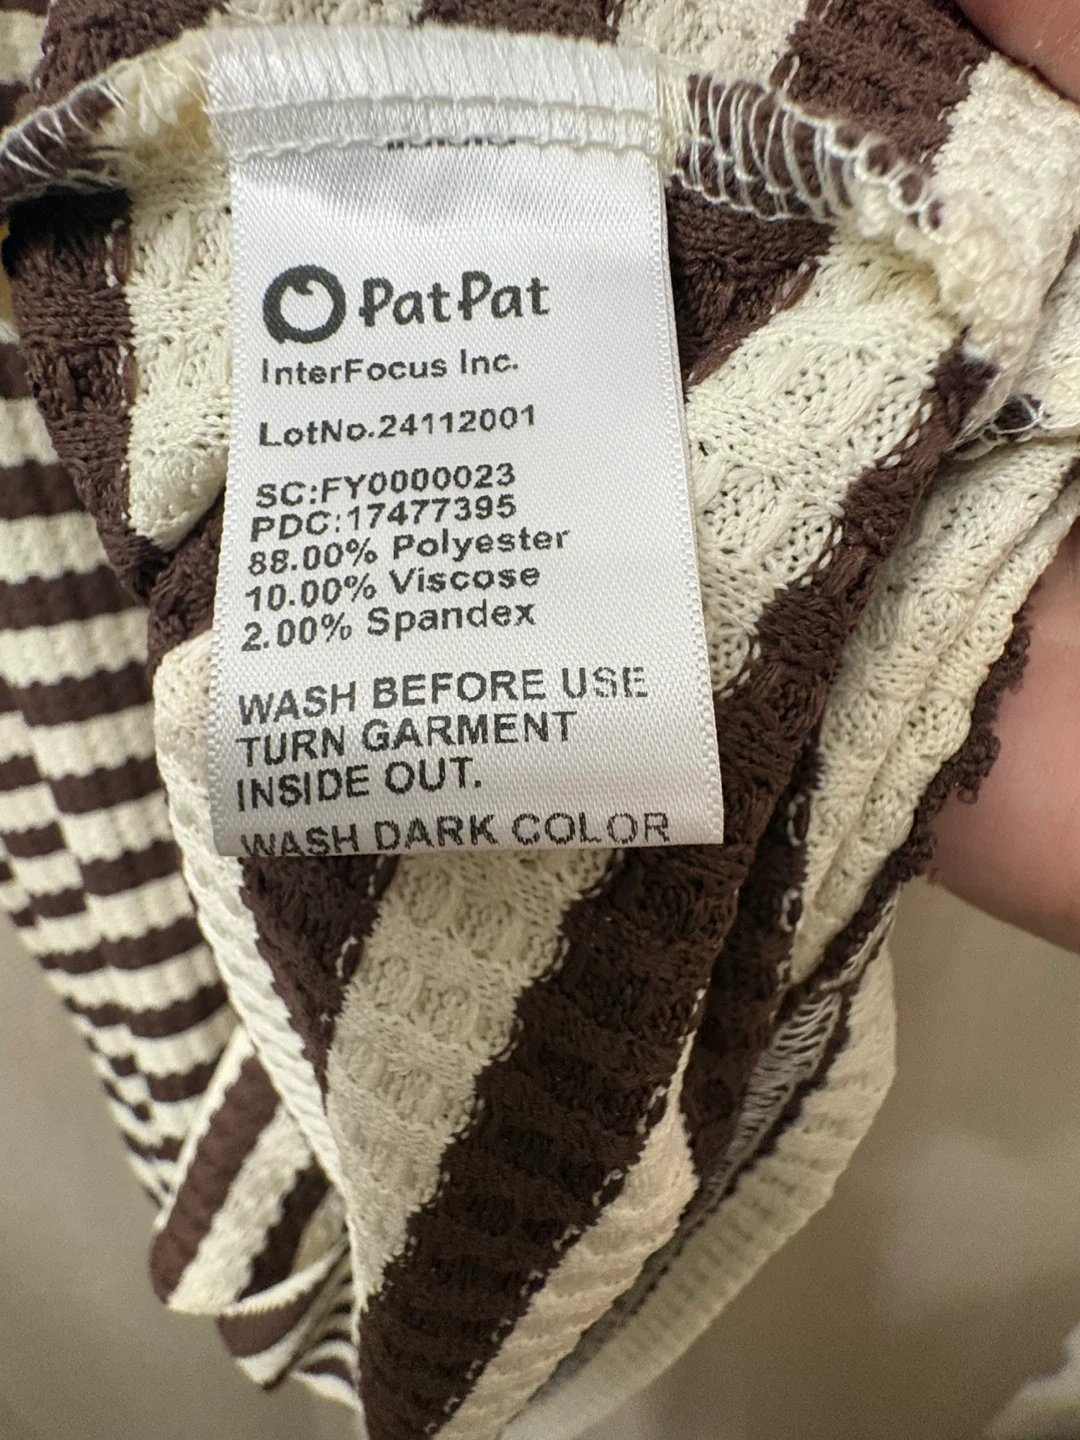 PatPat
InterFocus Inc.
LotNo.24112001
SC:FY0000023
PDC:17477395
88.00% Polyester
10.00% Viscose
2.00% Spandex
WASH BEFORE USE
TURN GARMENT
INSIDE OUT.
WASH DARK COLOR